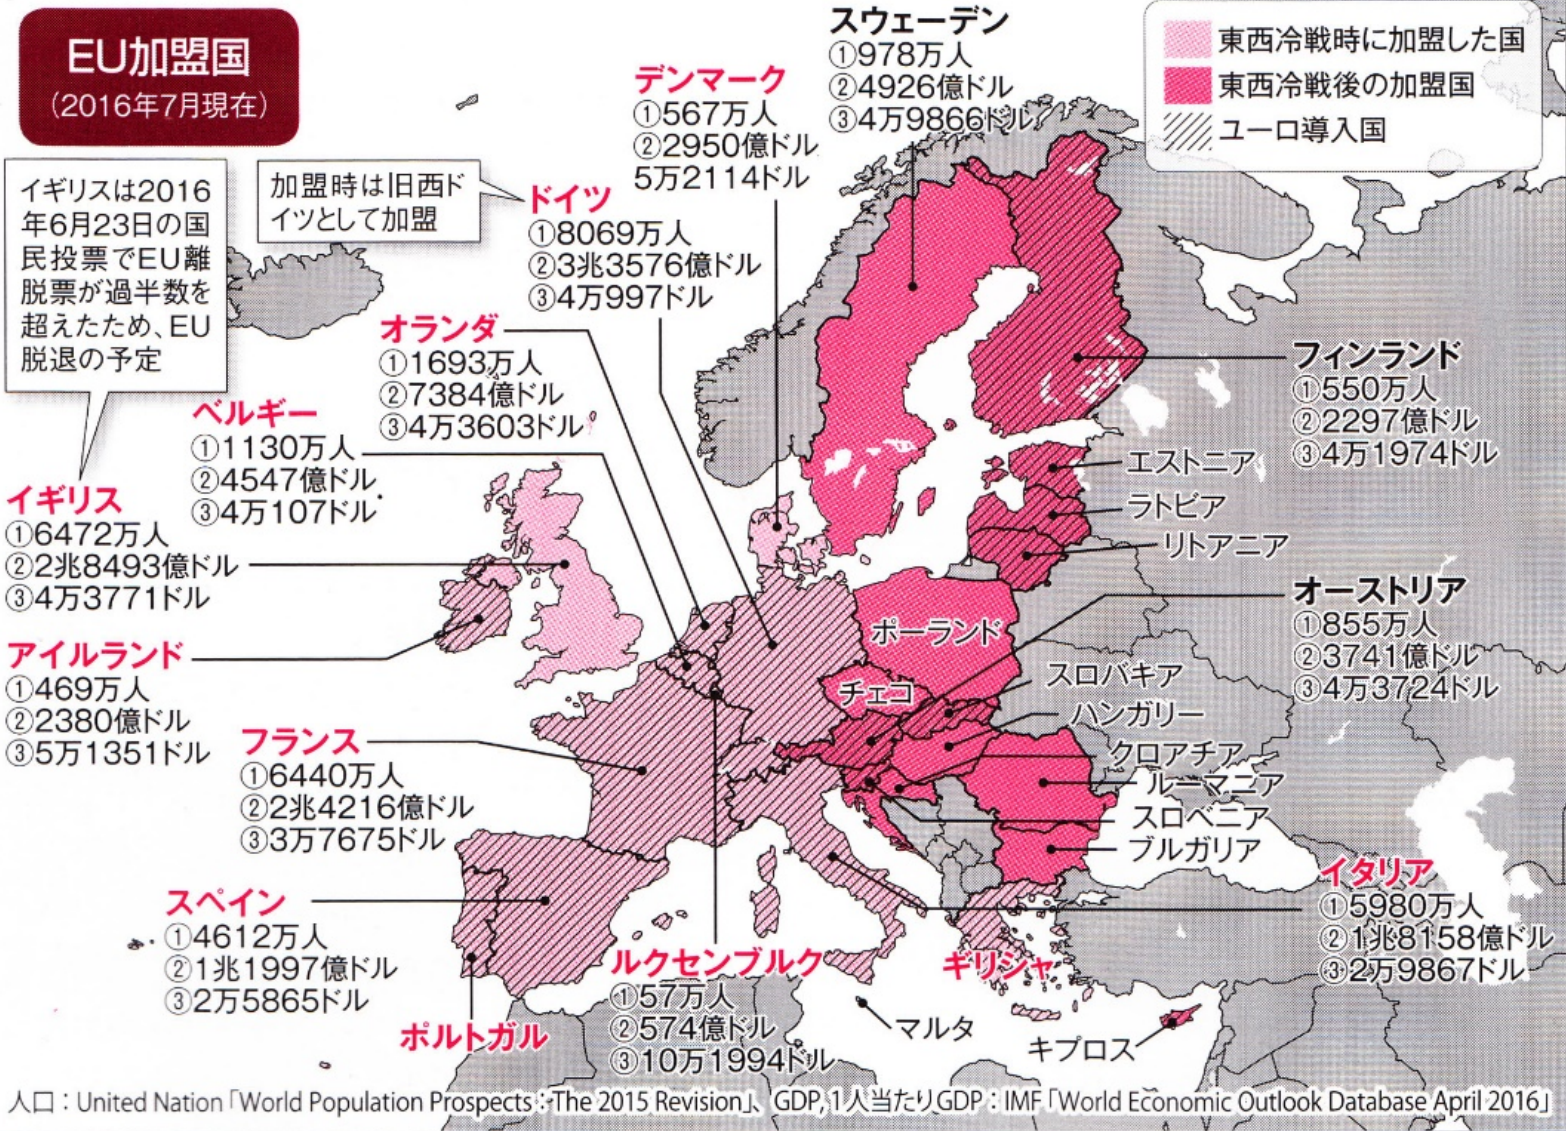 EU加盟国
(2016年7月現在)
イギリスは2016
年6月23日の国
民投票でEU離
脱票が過半数を
超えたため、EU
脱退の予定
加盟時は旧西ド
イツとして加盟
東西冷戦時に加盟した国
東西冷戦後の加盟国
ユーロ導入国
スウェーデン
①978万人
②4926億ドル
③4万9866ドル
デンマーク
①567万人
②2950億ドル
5万2114ドル
ドイツ
①8069万人
②3兆3576億ドル
③4万997ドル
オランダ
①1693万人
②7384億ドル
③4万3603ドル
ベルギー
①1130万人
②4547億ドル
③4万107ドル
イギリス
①6472万人
②2兆8493億ドル
③4万3771ドル
アイルランド
①469万人
②2380億ドル
③5万1351ドル
フランス
①6440万人
②2兆4216億ドル
③3万7675ドル
スペイン
①4612万人
②1兆1997億ドル
③2万5865ドル
ポルトガル
ルクセンブルク
①57万人
②574億ドル
③10万1994ドル
フィンランド
①550万人
②2297億ドル
③4万1974ドル
エストニア
ラトビア
リトアニア
オーストリア
①855万人
②3741億ドル
③4万3724ドル
ポーランド
チェコ
スロバキア
ハンガリー
クロアチア
ルーマニア
スロベニア
ブルガリア
イタリア
①5980万人
②1兆8158億ドル
③2万9867ドル
ギリシャ
マルタ
キプロス
人口：United Nation「World Population Prospects：The 2015 Revision」、GDP, 1人当たりGDP：IMF「World Economic Outlook Database April 2016」